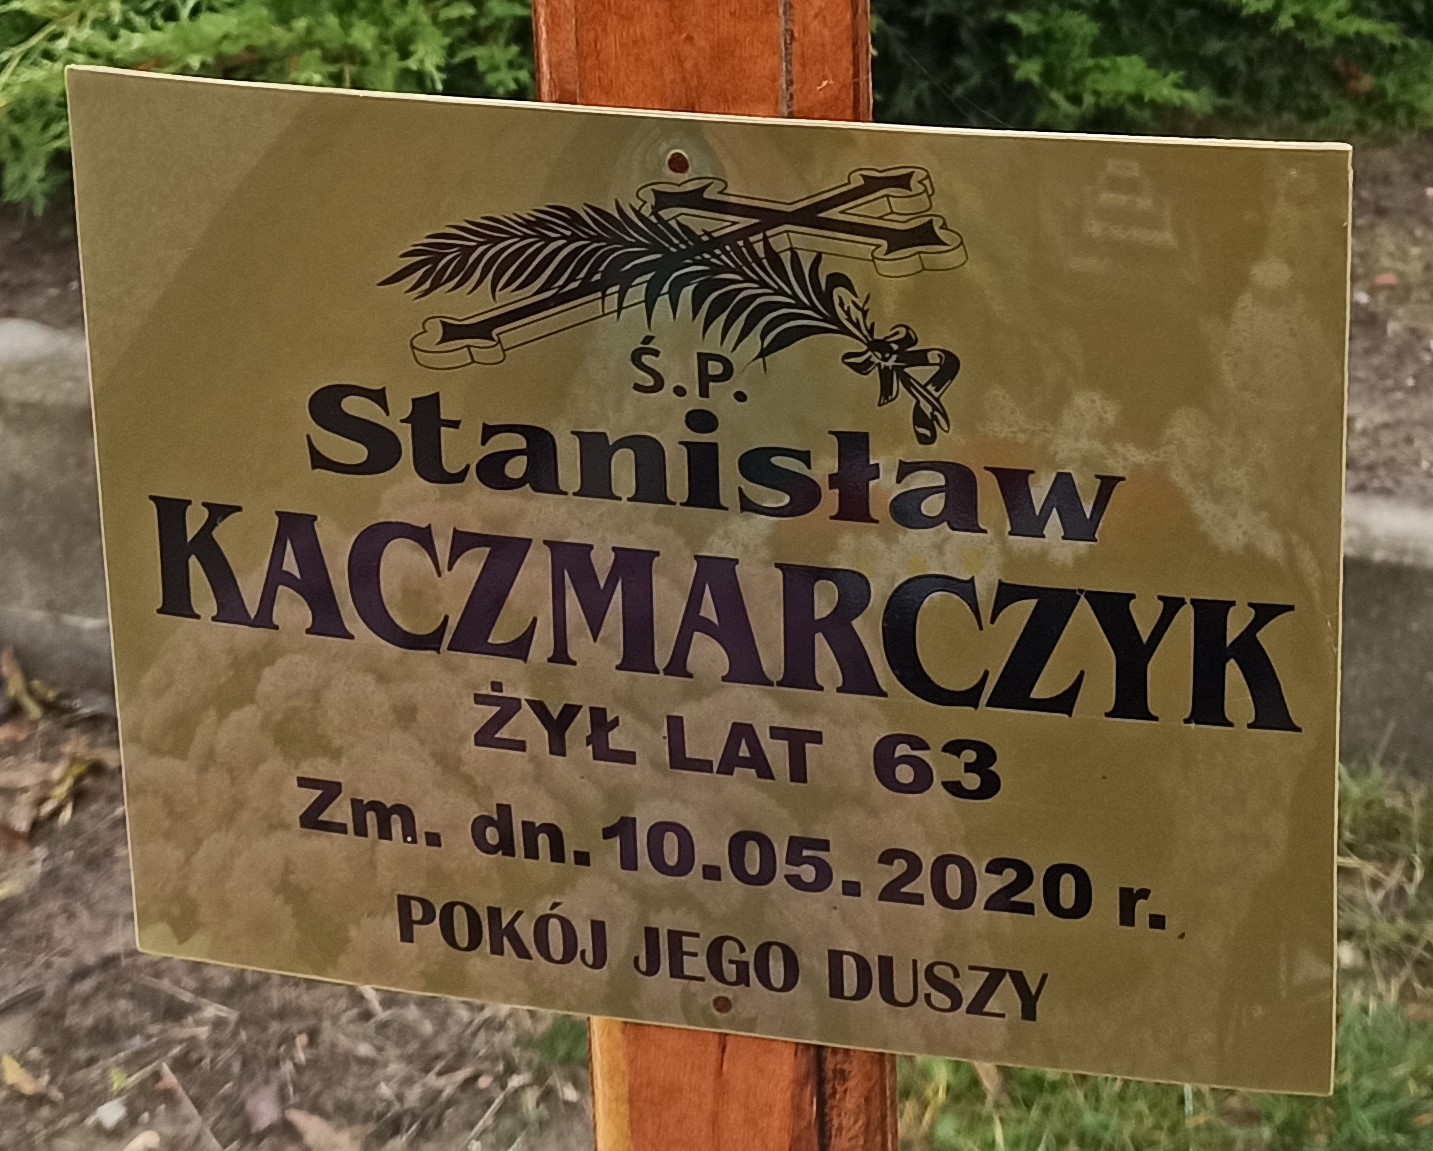 Ś.P.
Stanisław
KACZMARCZYK
ŻYŁ LAT 63
Zm. dn. 10.05.2020 r.
POKÓJ JEGO DUSZY